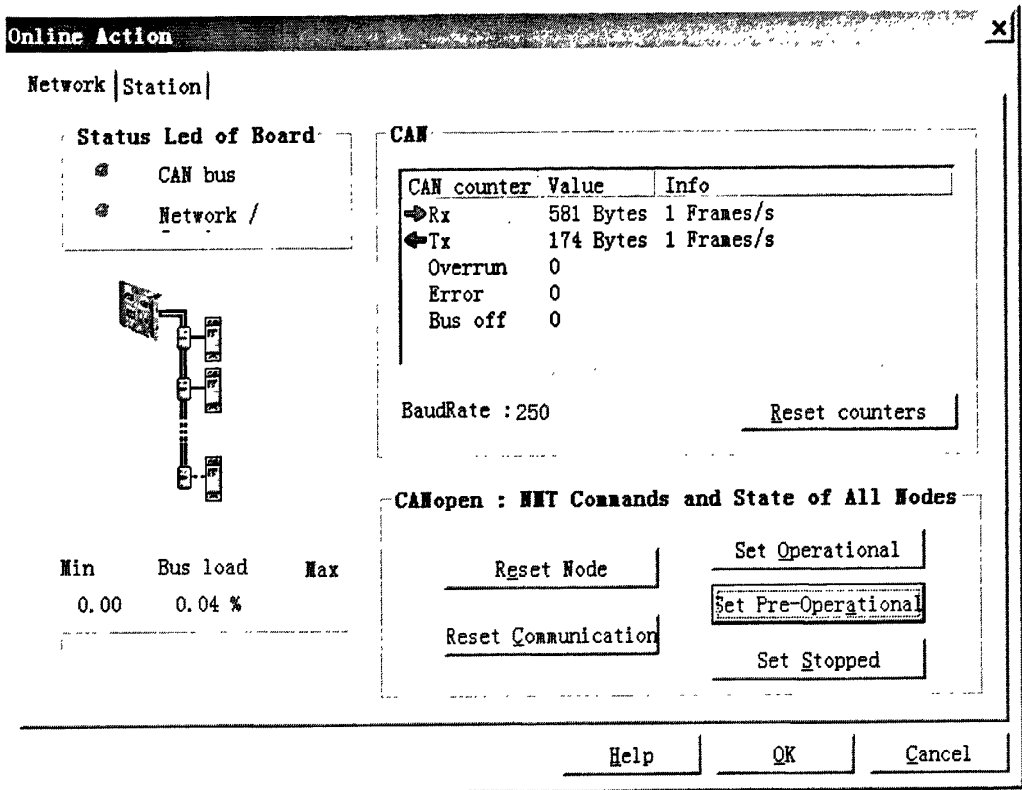 Online Action
Network Station
Status Led of Board
CAN bus
Network /
CAN
CAN counter Value Info
Rx 581 Bytes 1 Frames/s
Tx 174 Bytes 1 Frames/s
Overrun 0
Error 0
Bus off 0
BaudRate : 250
Reset counters
CANopen : NMT Commands and State of All Nodes
Reset Node
Set Operational
Set Pre-Operational
Reset Communication
Set Stopped
Min Bus load Max
0.00 0.04 %
Help OK Cancel